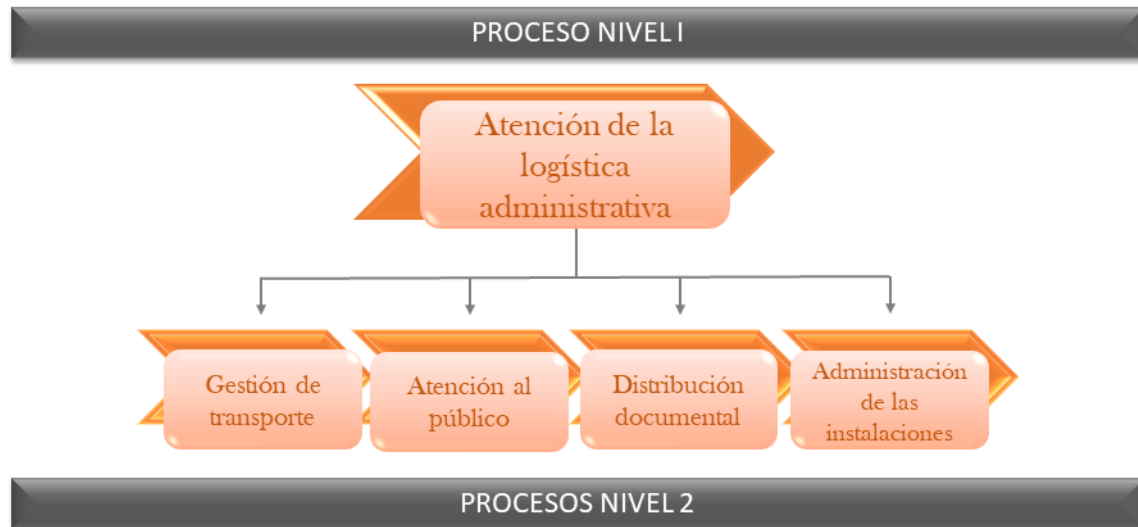 PROCESO NIVEL I
Atención de la
logística
administrativa
Gestión de
transporte
Atención al
público
Distribución
documental
Administración
de las
instalaciones
PROCESOS NIVEL 2